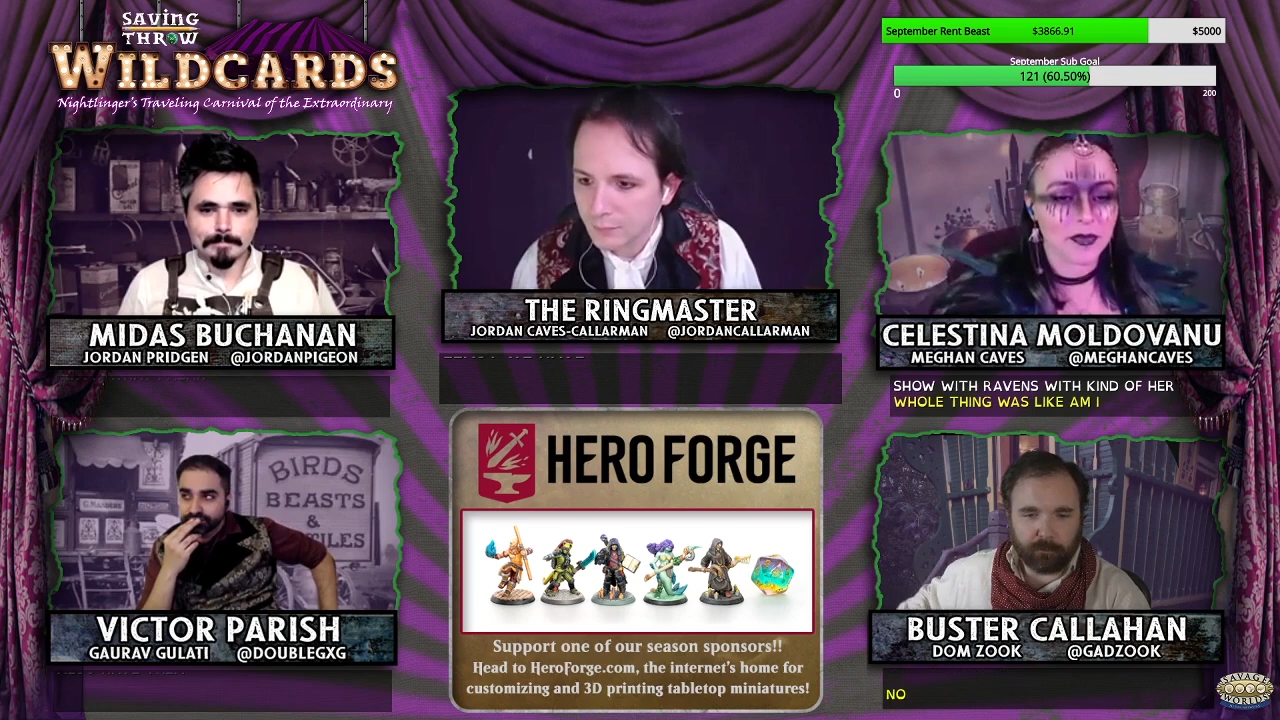 SAVING
THROW
WILDCARDS
Nightlinger's Traveling Carnival of the Extraordinary
September Rent Beast $3866.91 $5000
September Sub Goal
121 (60.50%)
0 200
MIDAS BUCHANAN
JORDAN PRIDGEN @JORDANPIGEON
THE RINGMASTER
JORDAN CAVES-CALLARMAN @JORDANCALLARMAN
CELESTINA MOLDOVANU
MEGHAN CAVES @MEGHANCAVES
SHOW WITH RAVENS WITH KIND OF HER
WHOLE THING WAS LIKE AM I
BIRDS
BEASTS
&
TILES
VICTOR PARISH
GAURAV GULATI @DOUBLEGXG
HERO FORGE
Support one of our season sponsors!!
Head to HeroForge.com, the internet's home for
customizing and 3D printing tabletop miniatures!
BUSTER CALLAHAN
DOM ZOOK @GADZOOK
NO
SAVAGE
WORLDS